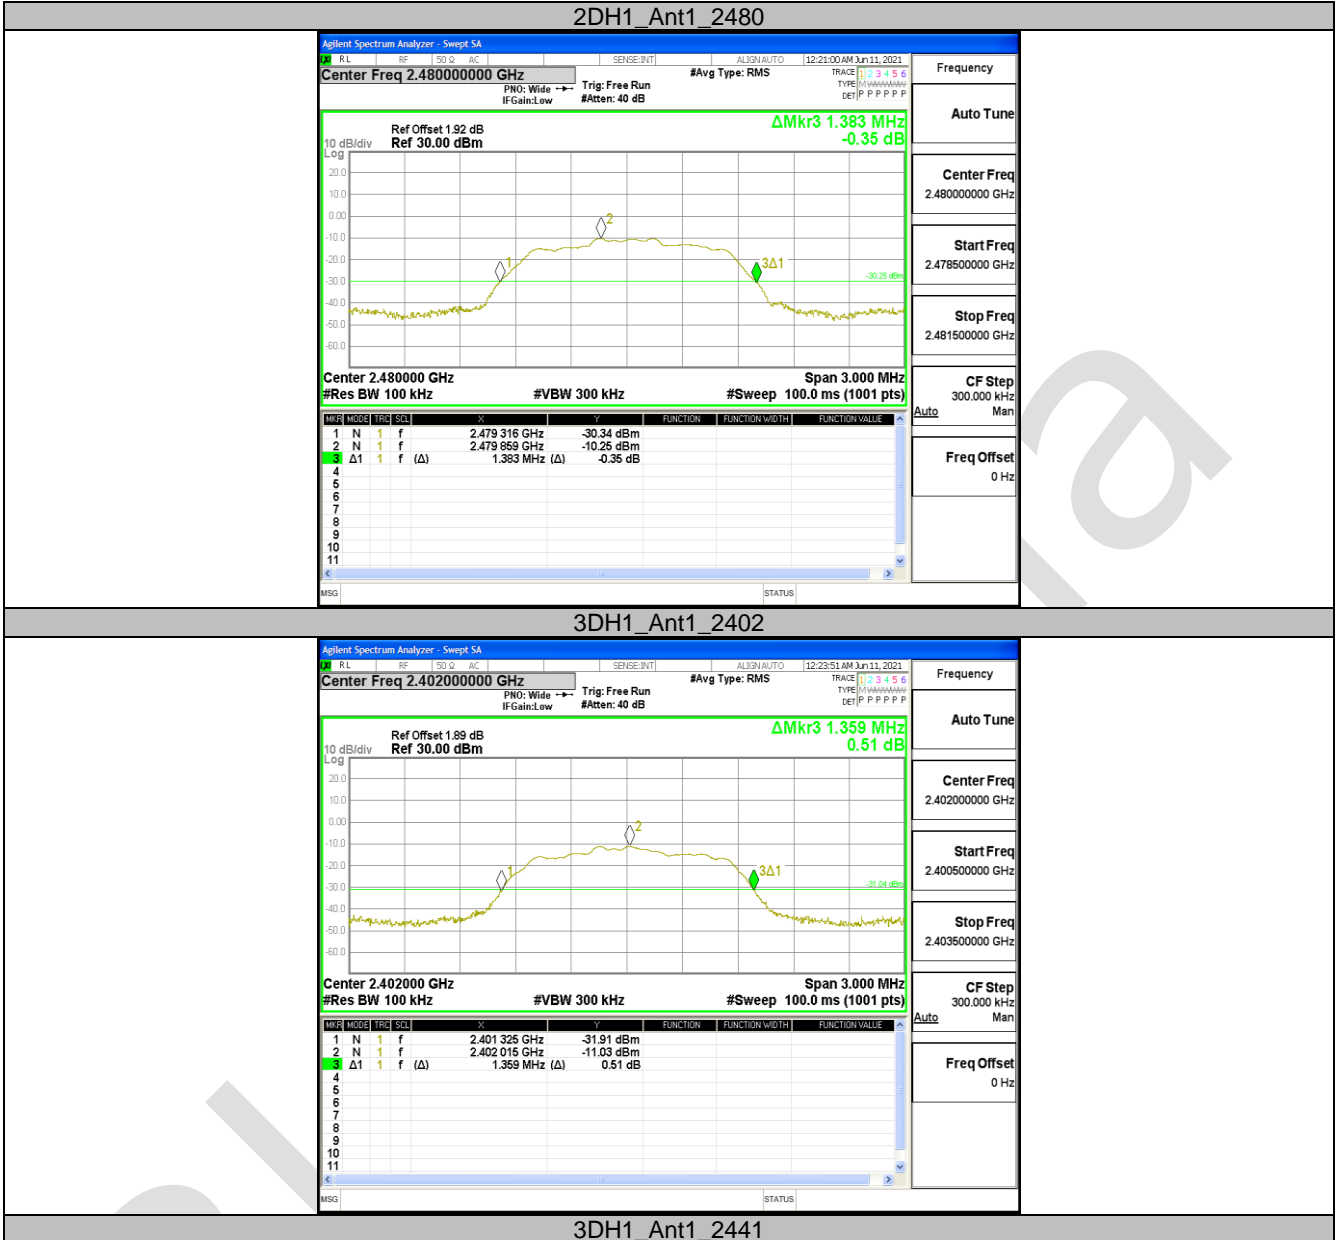 2DH1_Ant1_2480
Agilent Spectrum Analyzer - Swept SA
RL RF 50 Ω AC SENSE:INT ALIGN AUTO 12:21:00 AM Jun 11, 2021
Center Freq 2.480000000 GHz #Avg Type: RMS TRACE 1 2 3 4 5 6
PNO: Wide Trig: Free Run TYPE M
IFGain:Low #Atten: 40 dB DET P P P P P P
Frequency
Auto Tune
ΔMkr3 1.383 MHz
-0.35 dB
Ref Offset 1.92 dB
10 dB/div Ref 30.00 dBm
Log
20.0
10.0
0.00
-10.0
-20.0
-30.0
-40.0
-50.0
-60.0
1
2
3Δ1
-30.25 dBm
Center 2.480000 GHz Span 3.000 MHz
#Res BW 100 kHz #VBW 300 kHz #Sweep 100.0 ms (1001 pts)
Center Freq
2.480000000 GHz
Start Freq
2.478500000 GHz
Stop Freq
2.481500000 GHz
CF Step
300.000 kHz
Auto Man
Freq Offset
0 Hz
MKR MODE TRC SCL X Y FUNCTION FUNCTION WIDTH FUNCTION VALUE
1 N 1 f 2.479 316 GHz -30.34 dBm
2 N 1 f 2.479 859 GHz -10.25 dBm
3 Δ1 1 f (Δ) 1.383 MHz (Δ) -0.35 dB
4
5
6
7
8
9
10
11
MSG STATUS
3DH1_Ant1_2402
Agilent Spectrum Analyzer - Swept SA
RL RF 50 Ω AC SENSE:INT ALIGN AUTO 12:23:51 AM Jun 11, 2021
Center Freq 2.402000000 GHz #Avg Type: RMS TRACE 1 2 3 4 5 6
PNO: Wide Trig: Free Run TYPE M
IFGain:Low #Atten: 40 dB DET P P P P P P
Frequency
Auto Tune
ΔMkr3 1.359 MHz
0.51 dB
Ref Offset 1.89 dB
10 dB/div Ref 30.00 dBm
Log
20.0
10.0
0.00
-10.0
-20.0
-30.0
-40.0
-50.0
-60.0
1
2
3Δ1
-31.04 dBm
Center 2.402000 GHz Span 3.000 MHz
#Res BW 100 kHz #VBW 300 kHz #Sweep 100.0 ms (1001 pts)
Center Freq
2.402000000 GHz
Start Freq
2.400500000 GHz
Stop Freq
2.403500000 GHz
CF Step
300.000 kHz
Auto Man
Freq Offset
0 Hz
MKR MODE TRC SCL X Y FUNCTION FUNCTION WIDTH FUNCTION VALUE
1 N 1 f 2.401 325 GHz -31.91 dBm
2 N 1 f 2.402 015 GHz -11.03 dBm
3 Δ1 1 f (Δ) 1.359 MHz (Δ) 0.51 dB
4
5
6
7
8
9
10
11
MSG STATUS
3DH1_Ant1_2441